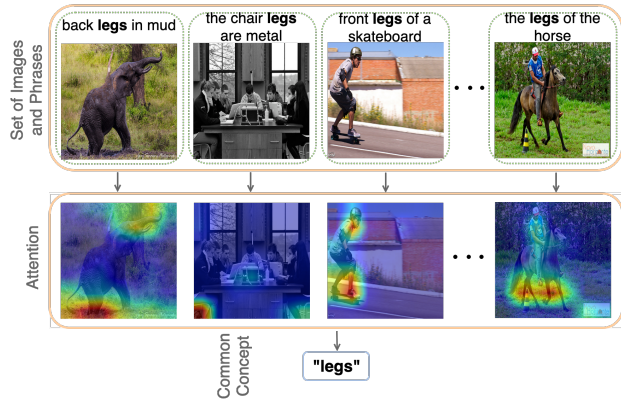 back legs in mud
the chair legs
are metal
front legs of a
skateboard
the legs of the
horse
Set of Images
and Phrases
Attention
Common
Concept
"legs"